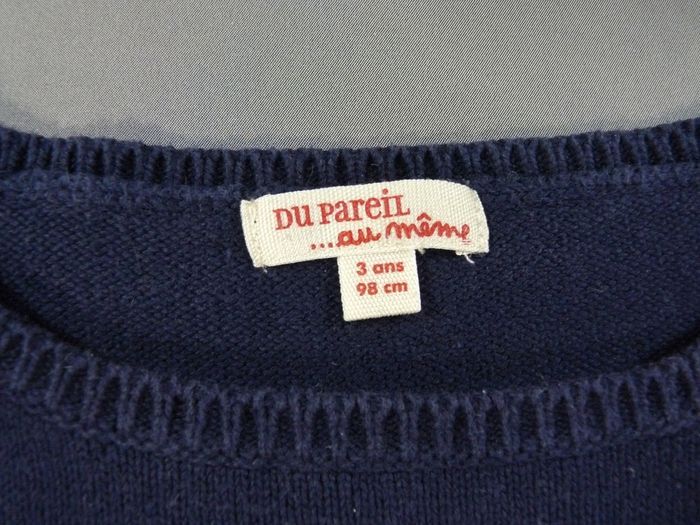 DU PAREIL
...au même
3 ans
98 cm